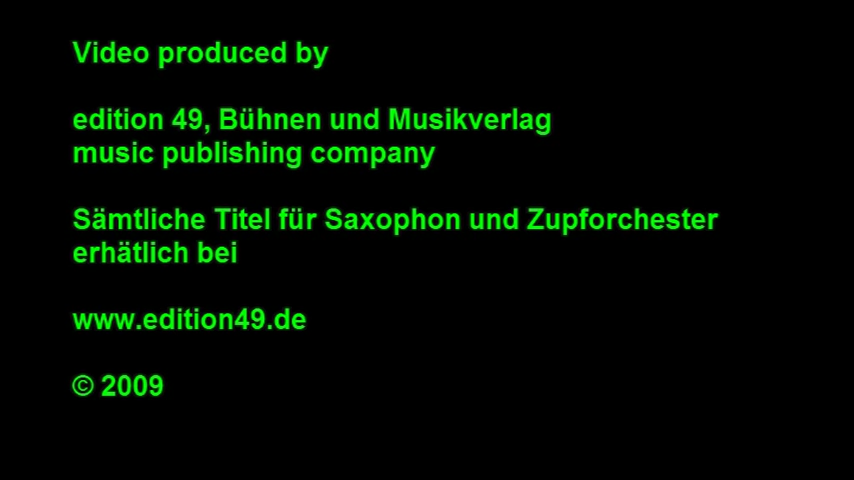 Video produced by
edition 49, Bühnen und Musikverlag
music publishing company
Sämtliche Titel für Saxophon und Zupforchester
erhätlich bei
www.edition49.de
© 2009